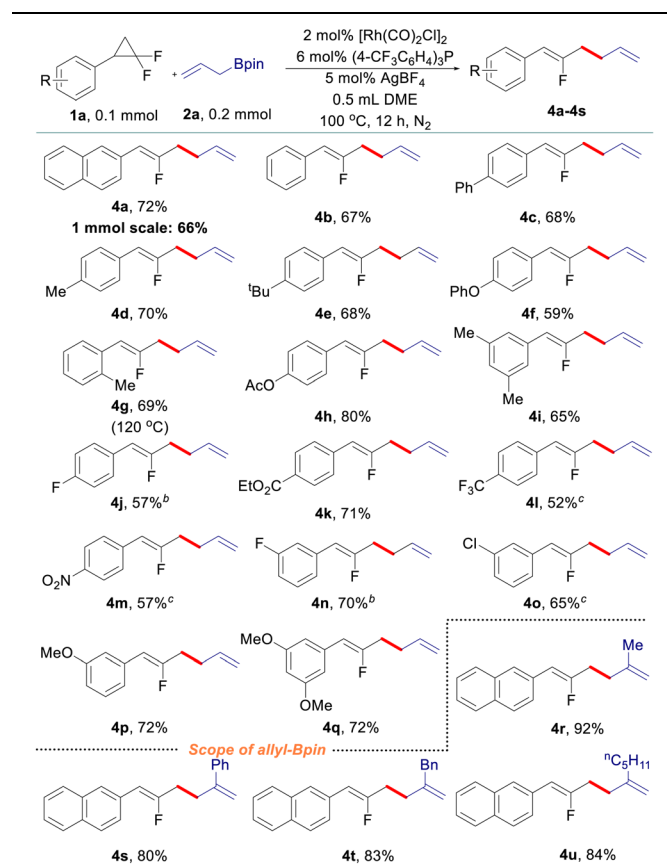 2 mol% [Rh(CO)2Cl]2
6 mol% (4-CF3C6H4)3P
5 mol% AgBF4
0.5 mL DME
100 °C, 12 h, N2
R
F
F
+
Bpin
R
F
1a, 0.1 mmol
2a, 0.2 mmol
4a-4s
F
4a, 72%
1 mmol scale: 66%
F
4b, 67%
Ph
F
4c, 68%
Me
F
4d, 70%
tBu
F
4e, 68%
PhO
F
4f, 59%
Me
F
4g, 69%
(120 °C)
AcO
F
4h, 80%
Me
Me
F
4i, 65%
F
F
4j, 57%b
EtO2C
F
4k, 71%
F3C
F
4l, 52%c
O2N
F
4m, 57%c
F
F
4n, 70%b
Cl
F
4o, 65%c
MeO
F
4p, 72%
MeO
OMe
F
4q, 72%
Me
F
4r, 92%
Scope of allyl-Bpin
Ph
F
4s, 80%
Bn
F
4t, 83%
nC5H11
F
4u, 84%